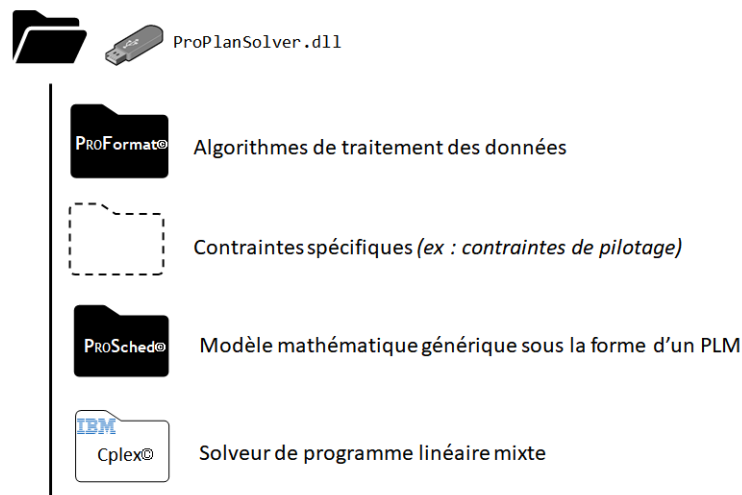 ProPlanSolver.dll
PROFormat© Algorithmes de traitement des données
Contraintes spécifiques (ex : contraintes de pilotage)
PROSched© Modèle mathématique générique sous la forme d’un PLM
IBM
Cplex© Solveur de programme linéaire mixte